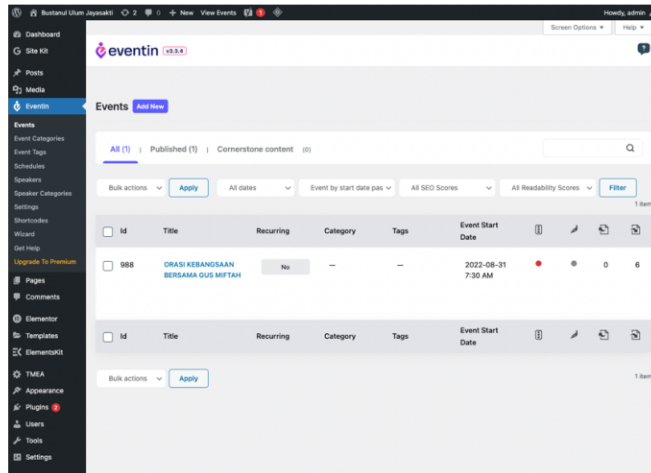 Bustanul Ulum Jayasakti 2 0 + New View Events 1 Howdy, admin
Dashboard
Site Kit
Posts
Media
Eventin
Events
Event Categories
Event Tags
Schedules
Speakers
Speaker Categories
Settings
Shortcodes
Wizard
Get Help
Upgrade To Premium
Pages
Comments
Elementor
Templates
ElementsKit
TMEA
Appearance
Plugins 2
Users
Tools
Settings
Screen Options Help
eventin v3.3.4
Events Add New
All (1) | Published (1) | Cornerstone content (0)
Bulk actions Apply All dates Event by start date pas All SEO Scores All Readability Scores Filter
1 item
Id Title Recurring Category Tags Event Start
Date
988 ORASI KEBANGSAAN No — — 2022-08-31 0 6
BERSAMA GUS MIFTAH 7:30 AM
Id Title Recurring Category Tags Event Start
Date
Bulk actions Apply 1 item